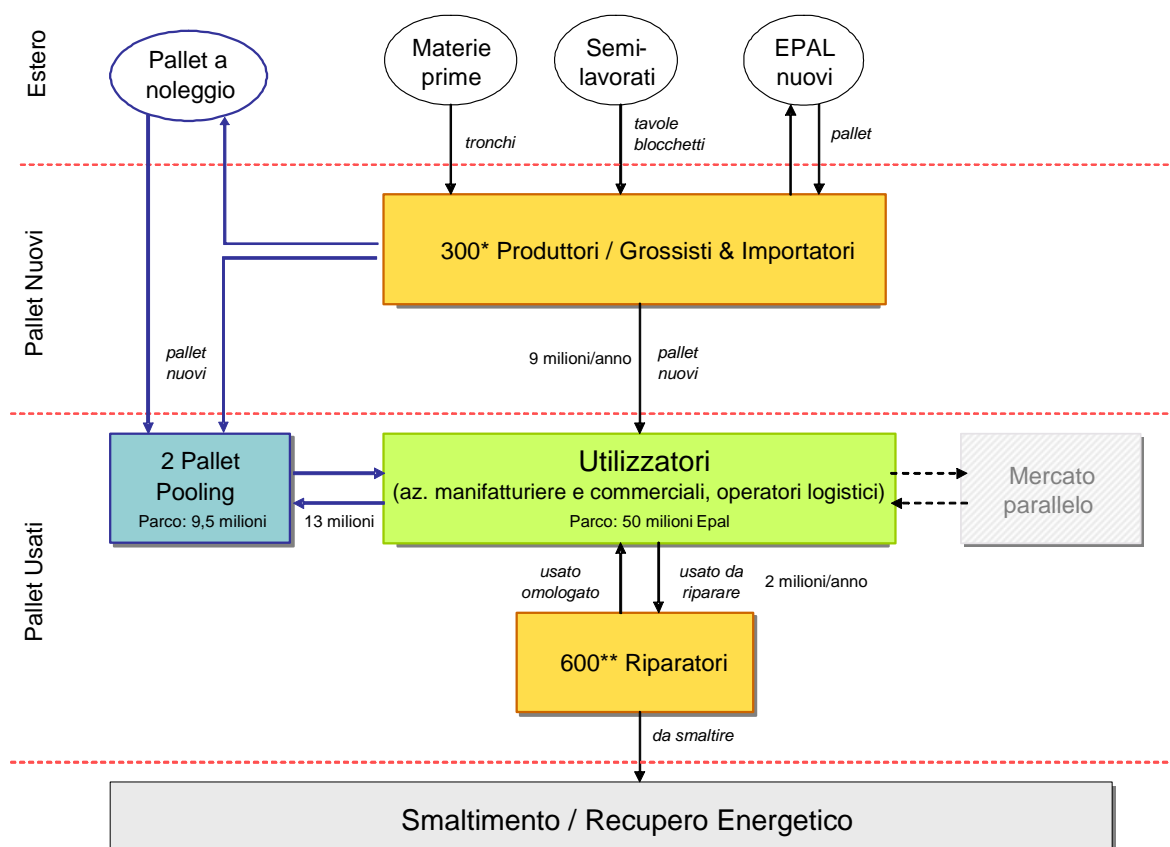 Estero
Pallet a
noleggio
Materie
prime
Semi-
lavorati
EPAL
nuovi
tronchi
tavole
blocchetti
pallet
Pallet Nuovi
300* Produttori / Grossisti & Importatori
pallet
nuovi
9 milioni/anno
pallet
nuovi
Pallet Usati
2 Pallet
Pooling
Parco: 9,5 milioni
13 milioni
Utilizzatori
(az. manifatturiere e commerciali, operatori logistici)
Parco: 50 milioni Epal
Mercato
parallelo
usato
omologato
usato da
riparare
2 milioni/anno
600** Riparatori
da smaltire
Smaltimento / Recupero Energetico